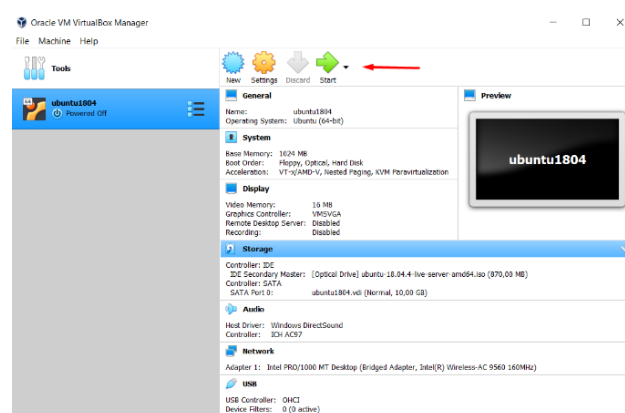 Oracle VM VirtualBox Manager
File Machine Help
Tools
New Settings Discard Start
ubuntu1804
Powered Off
General
Name: ubuntu1804
Operating System: Ubuntu (64-bit)
Preview
ubuntu1804
System
Base Memory: 1024 MB
Boot Order: Floppy, Optical, Hard Disk
Acceleration: VT-x/AMD-V, Nested Paging, KVM Paravirtualization
Display
Video Memory: 16 MB
Graphics Controller: VMSVGA
Remote Desktop Server: Disabled
Recording: Disabled
Storage
Controller: IDE
IDE Secondary Master: [Optical Drive] ubuntu-18.04.4-live-server-amd64.iso (870,00 MB)
Controller: SATA
SATA Port 0: ubuntu1804.vdi (Normal, 10,00 GB)
Audio
Host Driver: Windows DirectSound
Controller: ICH AC97
Network
Adapter 1: Intel PRO/1000 MT Desktop (Bridged Adapter, Intel(R) Wireless-AC 9560 160MHz)
USB
USB Controller: OHCI
Device Filters: 0 (0 active)